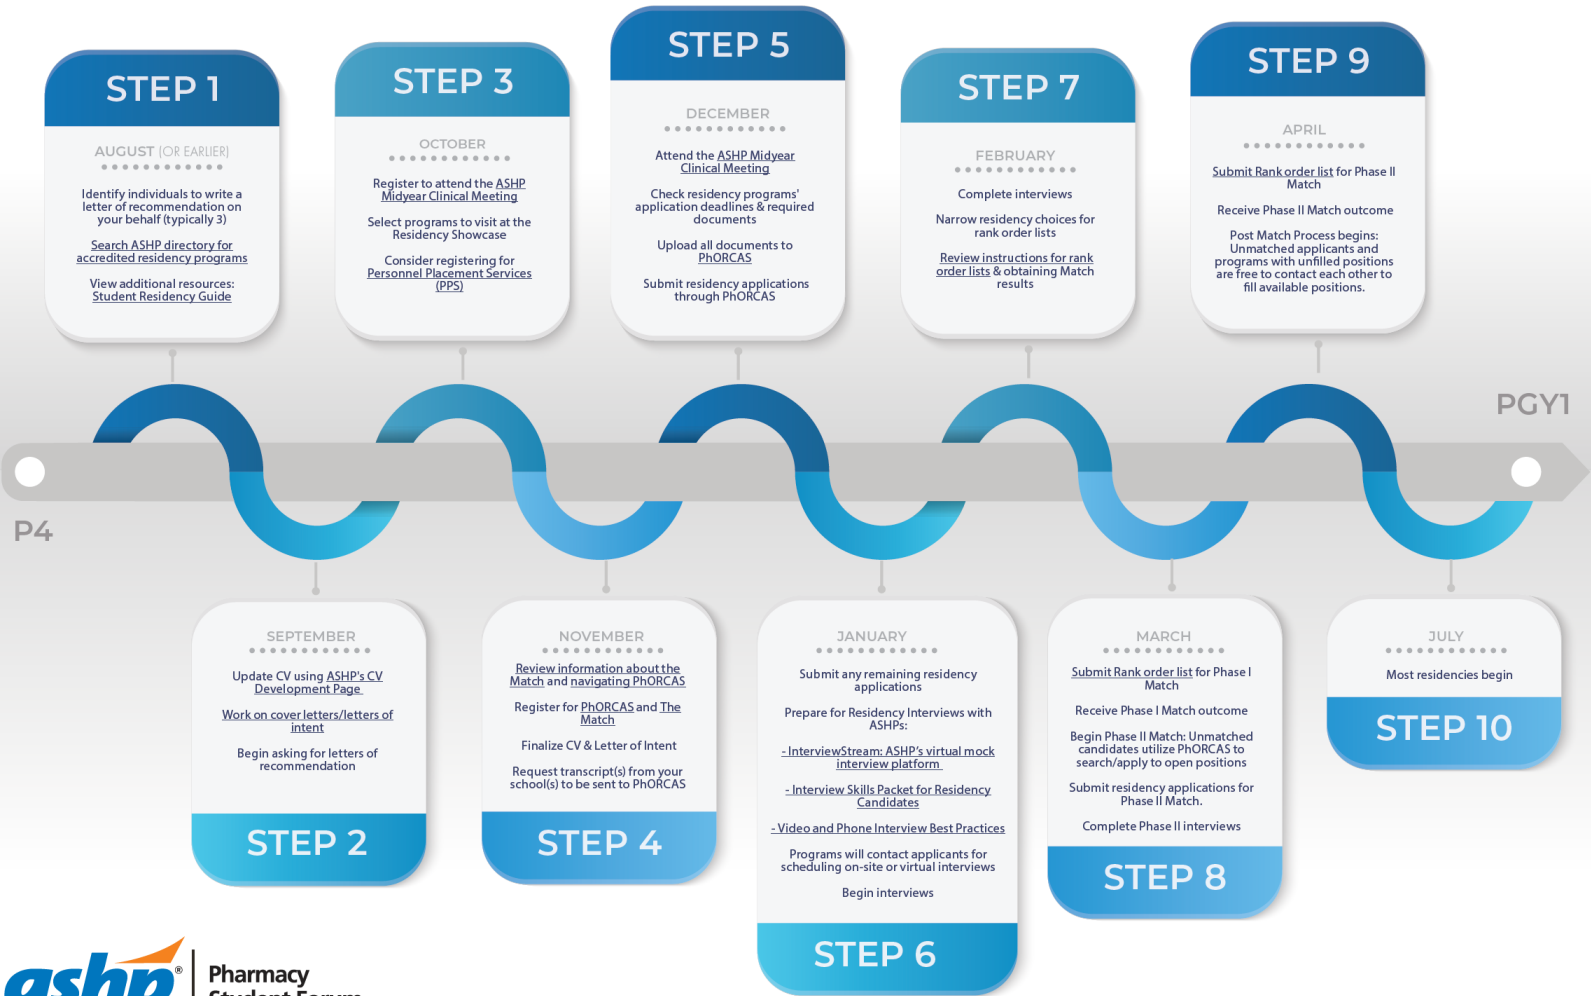 STEP 1
AUGUST (OR EARLIER)
Identify individuals to write a
letter of recommendation on
your behalf (typically 3)
Search ASHP directory for
accredited residency programs
View additional resources:
Student Residency Guide
STEP 3
OCTOBER
Register to attend the ASHP
Midyear Clinical Meeting
Select programs to visit at the
Residency Showcase
Consider registering for
Personnel Placement Services
(PPS)
STEP 5
DECEMBER
Attend the ASHP Midyear
Clinical Meeting
Check residency programs'
application deadlines & required
documents
Upload all documents to
PhORCAS
Submit residency applications
through PhORCAS
STEP 7
FEBRUARY
Complete interviews
Narrow residency choices for
rank order lists
Review instructions for rank
order lists & obtaining Match
results
STEP 9
APRIL
Submit Rank order list for Phase II
Match
Receive Phase II Match outcome
Post Match Process begins:
Unmatched applicants and
programs with unfilled positions
are free to contact each other to
fill available positions.
PGY1
P4
SEPTEMBER
Update CV using ASHP's CV
Development Page
Work on cover letters/letters of
intent
Begin asking for letters of
recommendation
STEP 2
NOVEMBER
Review information about the
Match and navigating PhORCAS
Register for PhORCAS and The
Match
Finalize CV & Letter of Intent
Request transcript(s) from your
school(s) to be sent to PhORCAS
STEP 4
JANUARY
Submit any remaining residency
applications
Prepare for Residency Interviews with
ASHPs:
- InterviewStream: ASHP's virtual mock
interview platform
- Interview Skills Packet for Residency
Candidates
- Video and Phone Interview Best Practices
Programs will contact applicants for
scheduling on-site or virtual interviews
Begin interviews
STEP 6
MARCH
Submit Rank order list for Phase I
Match
Receive Phase I Match outcome
Begin Phase II Match: Unmatched
candidates utilize PhORCAS to
search/apply to open positions
Submit residency applications for
Phase II Match.
Complete Phase II interviews
STEP 8
JULY
Most residencies begin
STEP 10
ashp®
Pharmacy
Student Forum